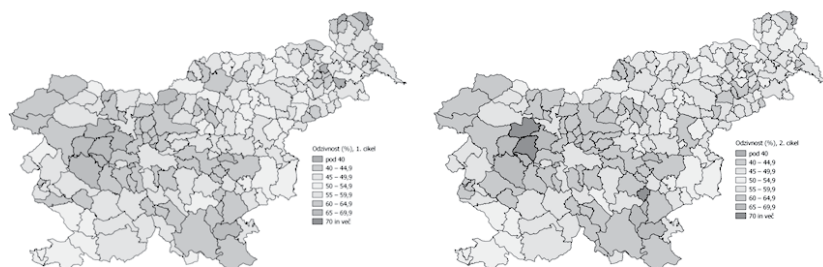 Odzivnost (%), 1. cikel
pod 40
40 – 44,9
45 – 49,9
50 – 54,9
55 – 59,9
60 – 64,9
65 – 69,9
70 in več
Odzivnost (%), 2. cikel
pod 40
40 – 44,9
45 – 49,9
50 – 54,9
55 – 59,9
60 – 64,9
65 – 69,9
70 in več